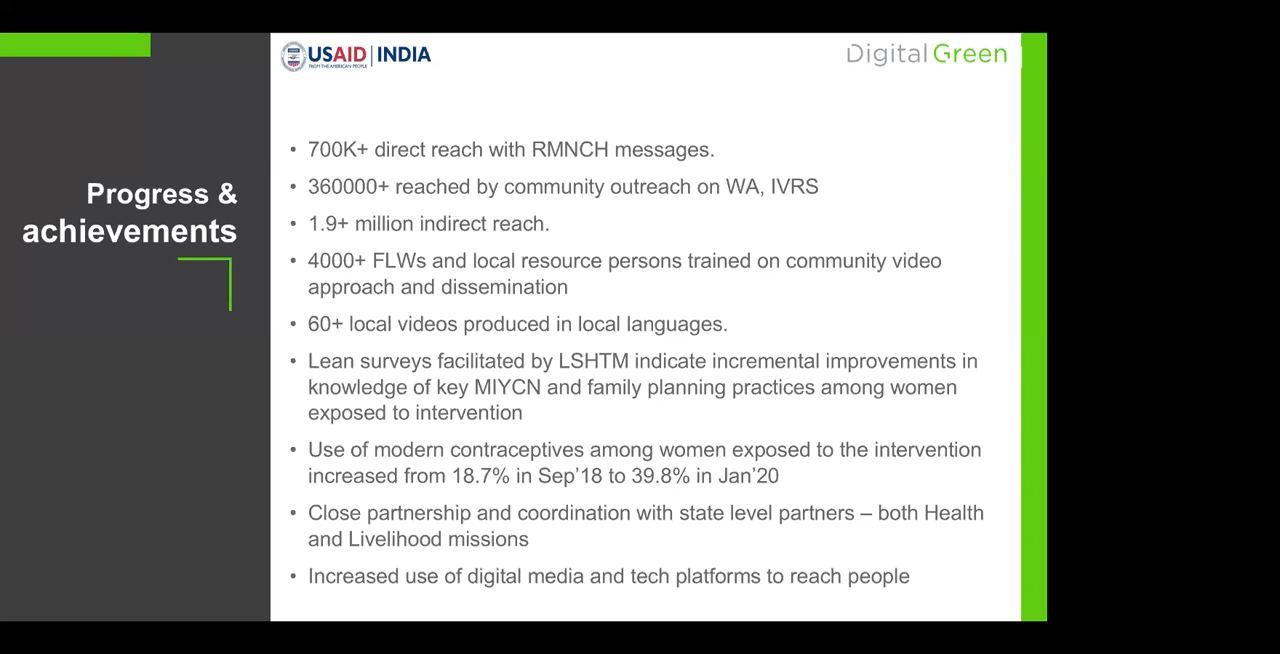 USAID | INDIA
FROM THE AMERICAN PEOPLE
Digital Green
Progress &
achievements
• 700K+ direct reach with RMNCH messages.
• 360000+ reached by community outreach on WA, IVRS
• 1.9+ million indirect reach.
• 4000+ FLWs and local resource persons trained on community video
approach and dissemination
• 60+ local videos produced in local languages.
• Lean surveys facilitated by LSHTM indicate incremental improvements in
knowledge of key MIYCN and family planning practices among women
exposed to intervention
• Use of modern contraceptives among women exposed to the intervention
increased from 18.7% in Sep’18 to 39.8% in Jan’20
• Close partnership and coordination with state level partners – both Health
and Livelihood missions
• Increased use of digital media and tech platforms to reach people